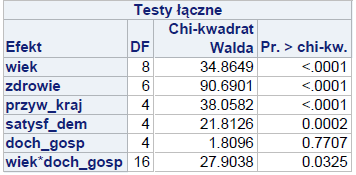 Testy łączne
Efekt DF Chi-kwadrat Walda Pr. > chi-kw.
wiek 8 34.8649 <.0001
zdrowie 6 90.6901 <.0001
przyw_kraj 4 38.0582 <.0001
satysf_dem 4 21.8126 0.0002
doch_gosp 4 1.8096 0.7707
wiek*doch_gosp 16 27.9038 0.0325